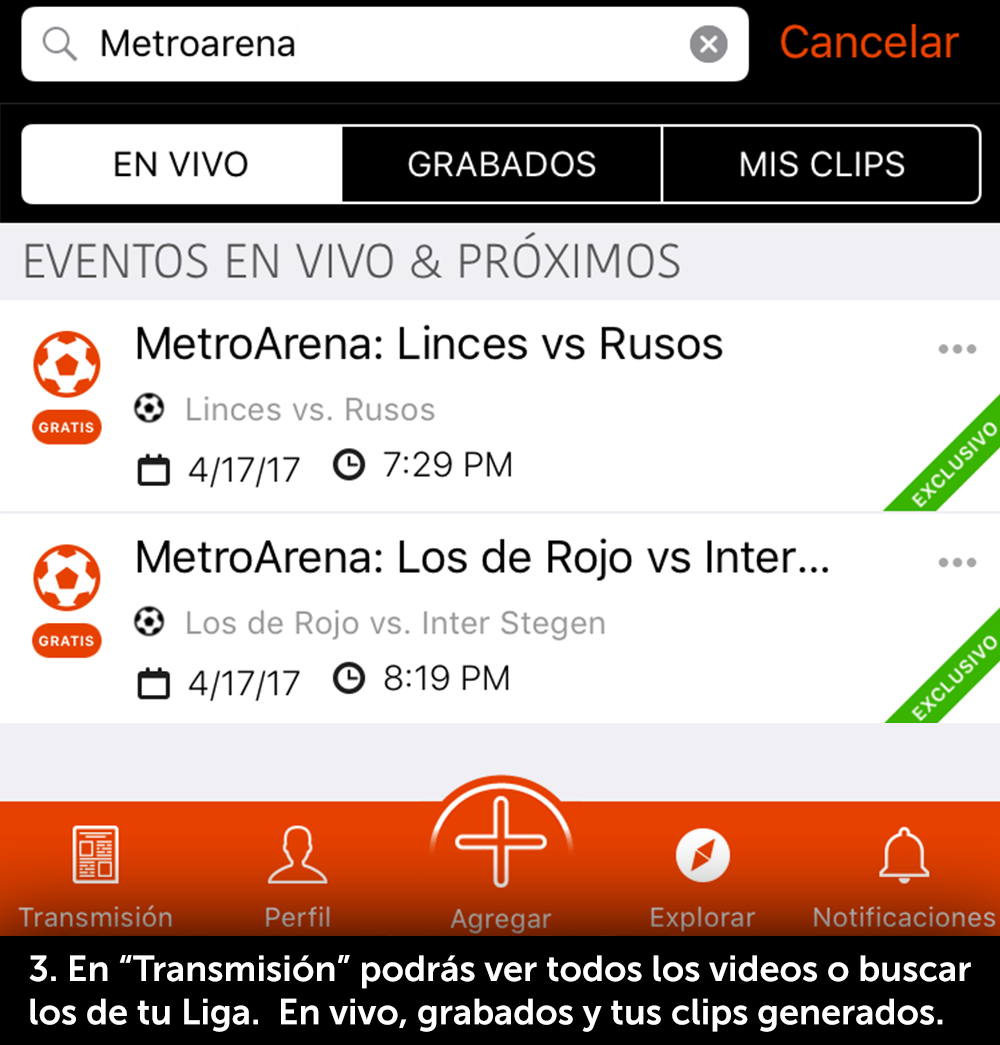 Metroarena
Cancelar
EN VIVO
GRABADOS
MIS CLIPS
EVENTOS EN VIVO & PRÓXIMOS
MetroArena: Linces vs Rusos
Linces vs. Rusos
GRATIS
4/17/17
7:29 PM
EXCLUSIVO
MetroArena: Los de Rojo vs Inter...
Los de Rojo vs. Inter Stegen
GRATIS
4/17/17
8:19 PM
EXCLUSIVO
Transmisión
Perfil
Agregar
Explorar
Notificaciones
3. En “Transmisión” podrás ver todos los videos o buscar
los de tu Liga.  En vivo, grabados y tus clips generados.